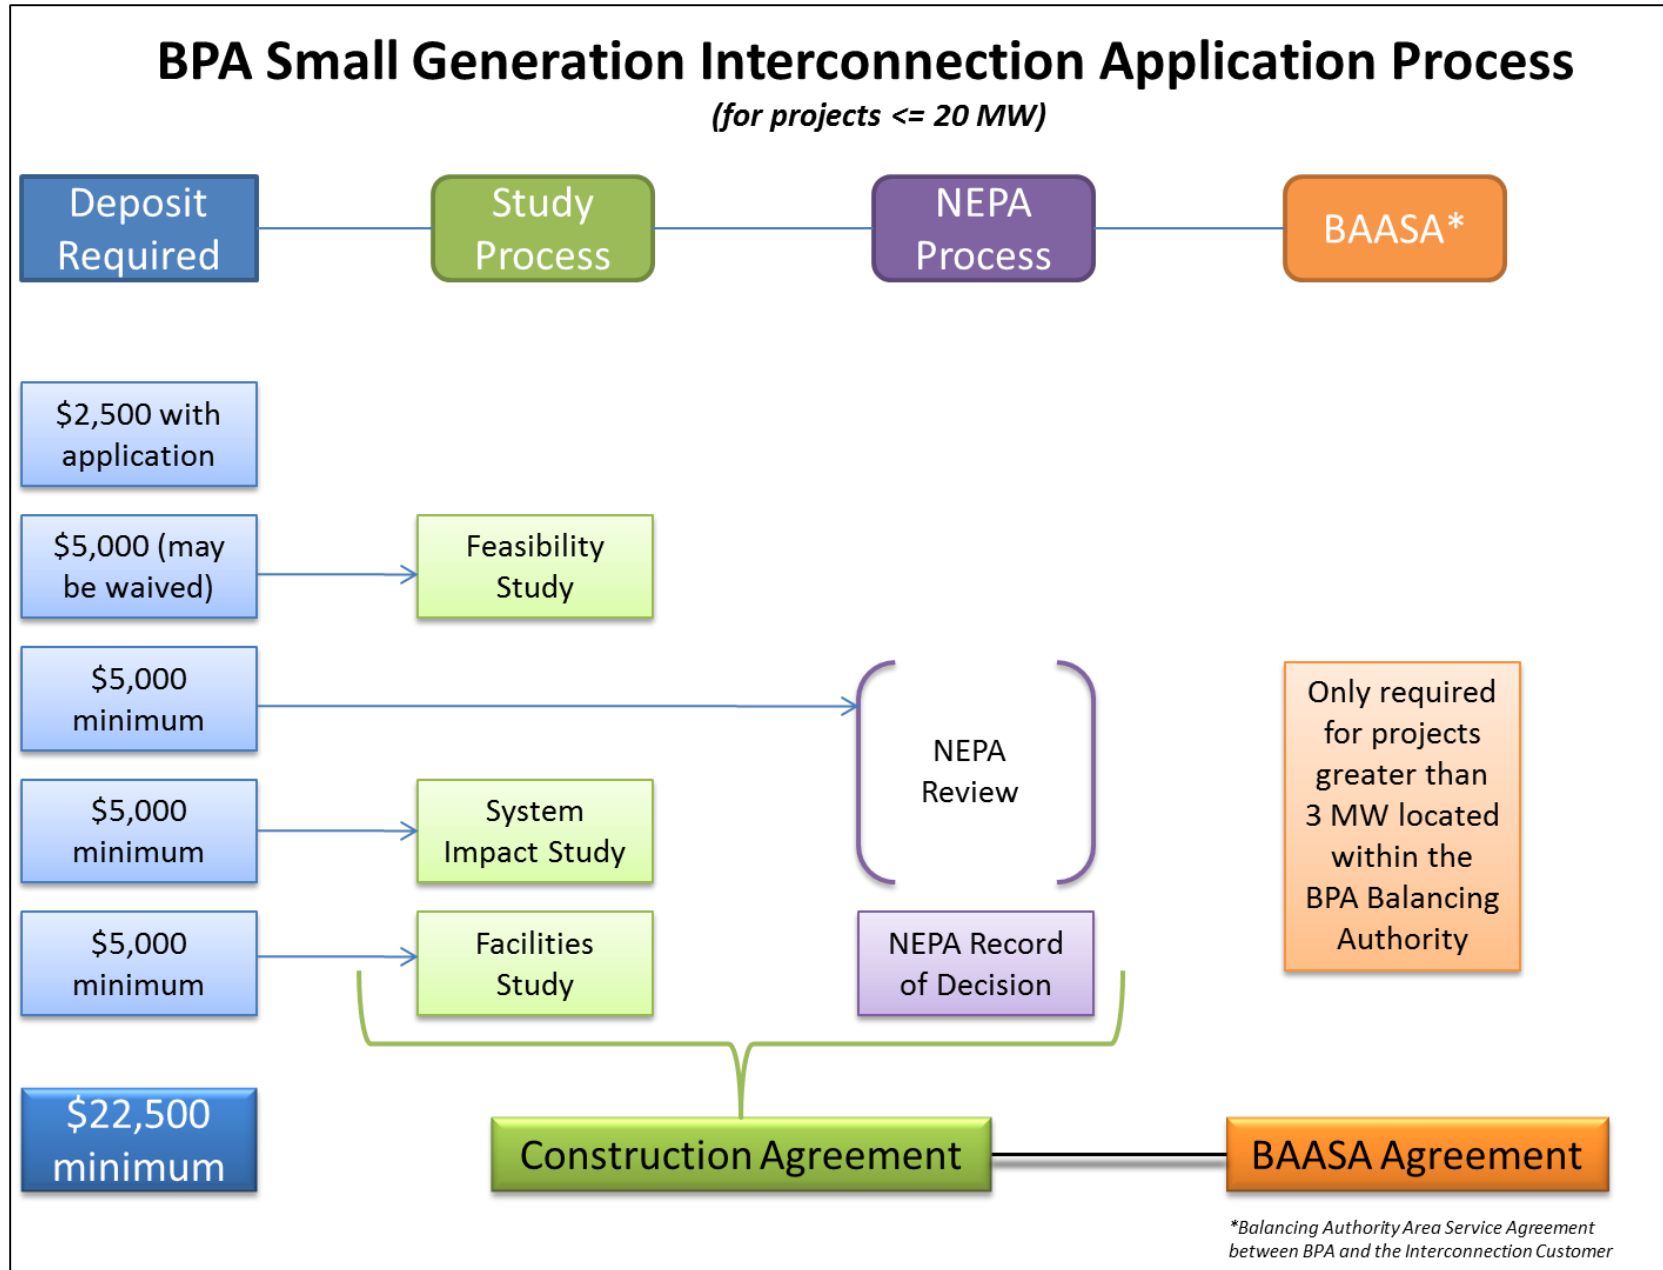 BPA Small Generation Interconnection Application Process
(for projects <= 20 MW)
Deposit
Required
Study
Process
NEPA
Process
BAASA*
$2,500 with
application
$5,000 (may
be waived)
Feasibility
Study
$5,000
minimum
NEPA
Review
Only required
for projects
greater than
3 MW located
within the
BPA Balancing
Authority
$5,000
minimum
System
Impact Study
$5,000
minimum
Facilities
Study
NEPA Record
of Decision
$22,500
minimum
Construction Agreement
BAASA Agreement
*Balancing Authority Area Service Agreement
between BPA and the Interconnection Customer